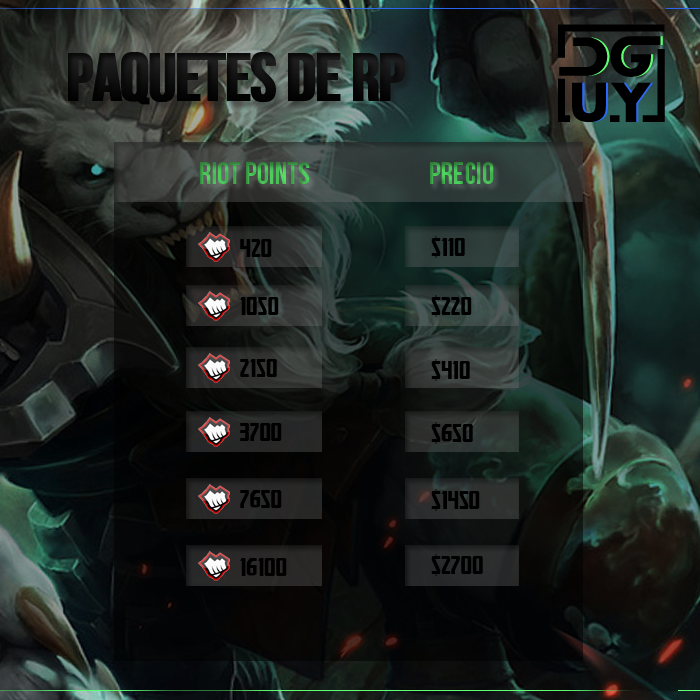 PAQUETES DE RP
DG
U.Y
RIOT POINTS PRECIO
420 $110
1050 $220
2150 $410
3700 $650
7650 $1450
16100 $2700